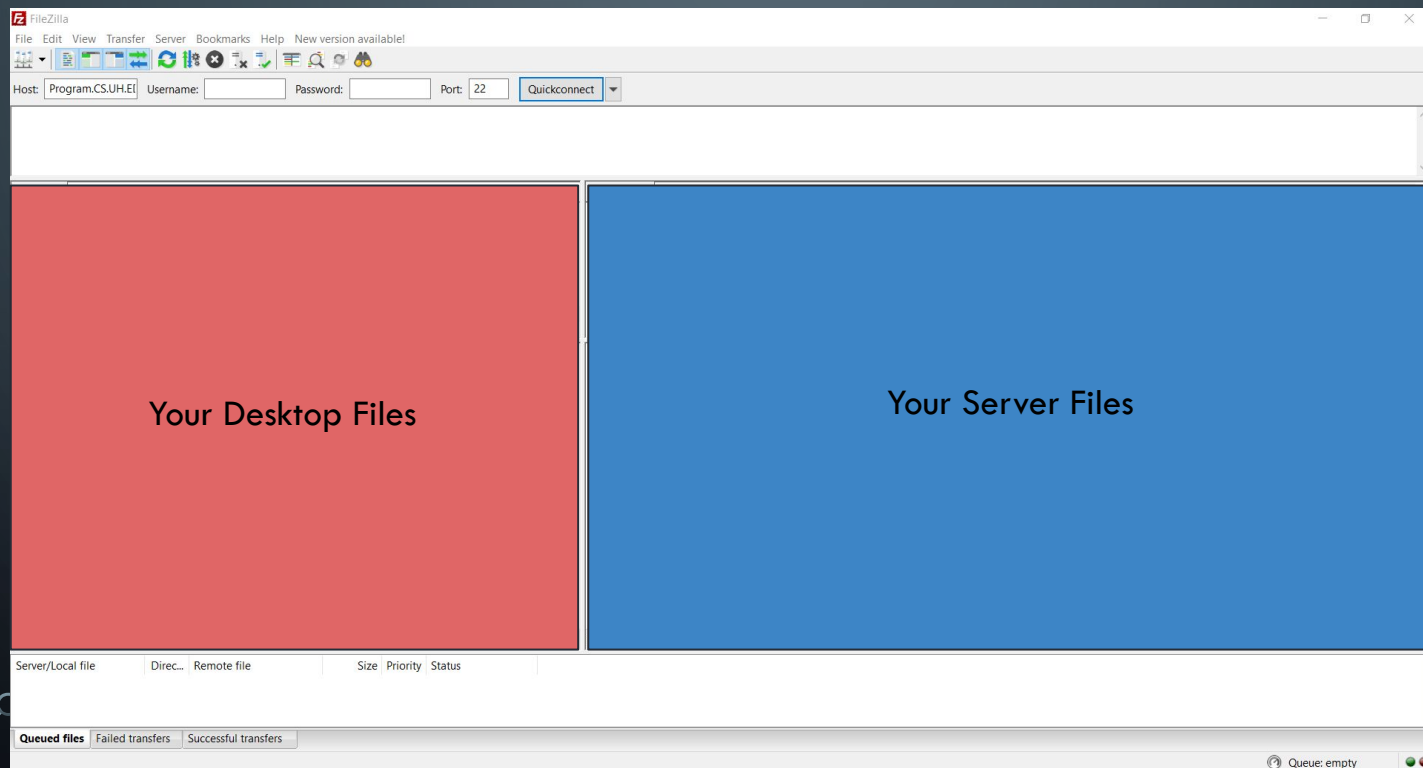 FileZilla
File Edit View Transfer Server Bookmarks Help New version available!
Host: Program.CS.UH.E Username: Password: Port: 22 Quickconnect
Your Desktop Files
Your Server Files
Server/Local file Direc... Remote file Size Priority Status
Queued files Failed transfers Successful transfers
Queue: empty